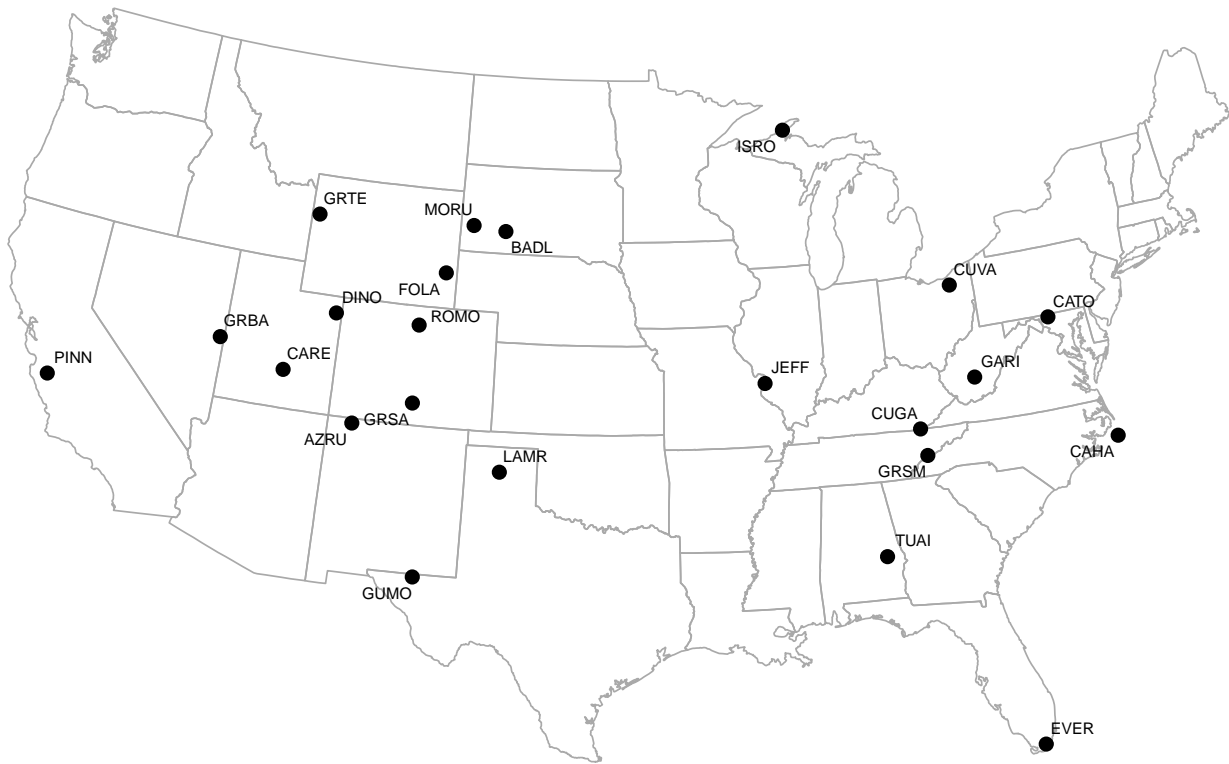 ISRO
GRTE
MORU
BADL
FOLA
CUVA
DINO
CATO
ROMO
GRBA
CARE
PINN
JEFF
GARI
GRSA
CUGA
AZRU
CAHA
LAMR
GRSM
TUAI
GUMO
EVER